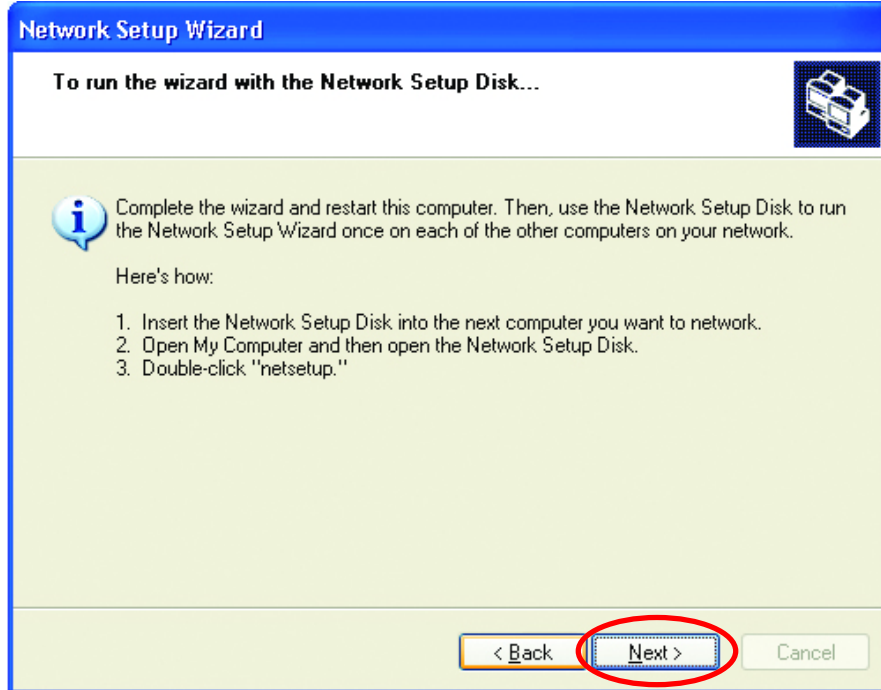 Network Setup Wizard
To run the wizard with the Network Setup Disk...
Complete the wizard and restart this computer. Then, use the Network Setup Disk to run
the Network Setup Wizard once on each of the other computers on your network.
Here's how:
1. Insert the Network Setup Disk into the next computer you want to network.
2. Open My Computer and then open the Network Setup Disk.
3. Double-click "netsetup."
< Back
Next >
Cancel